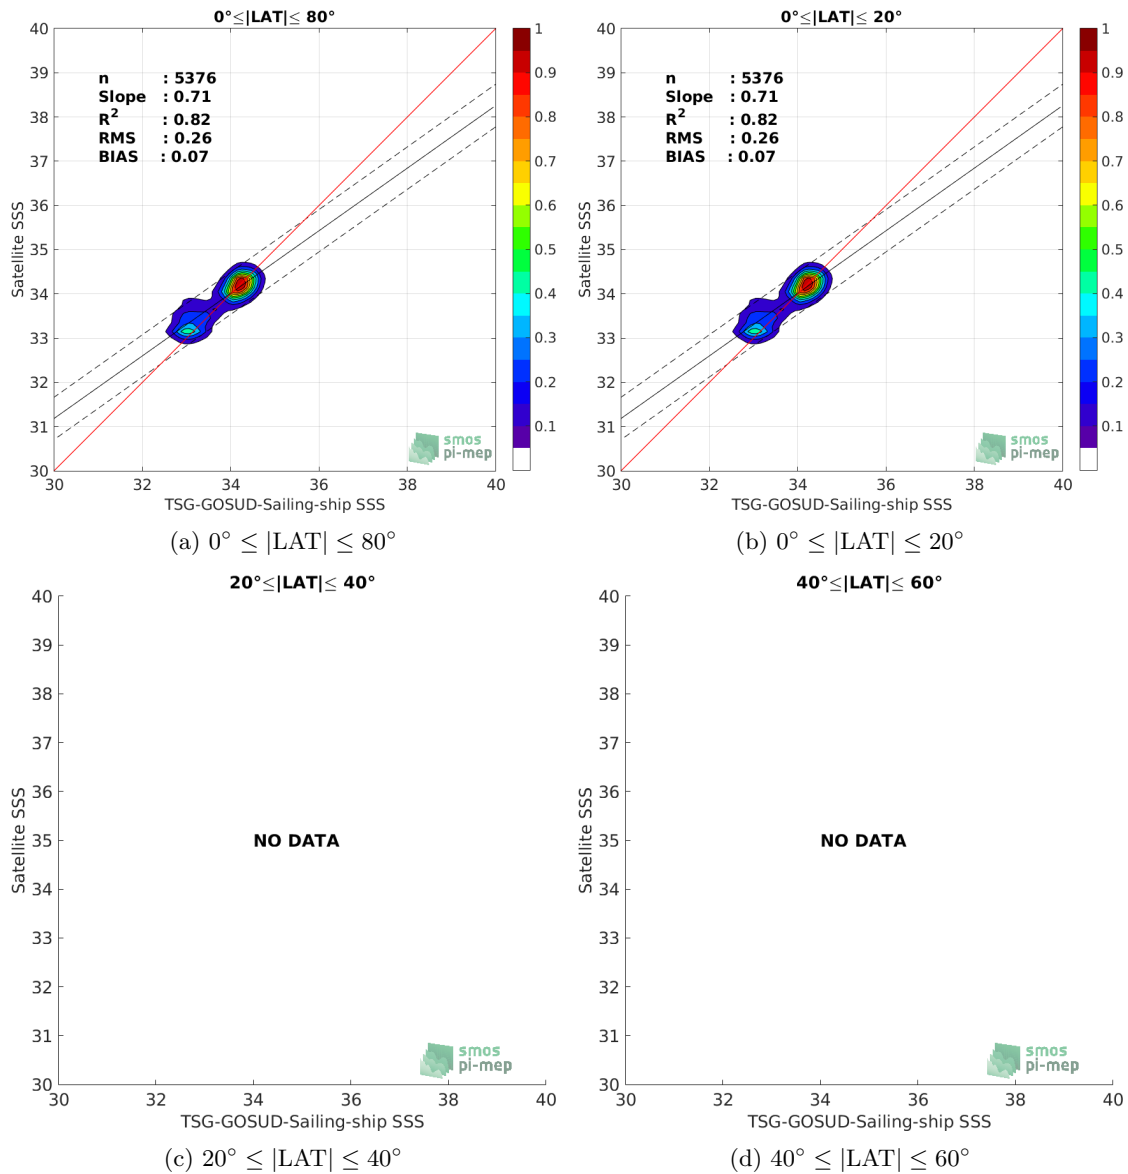 0°≤|LAT|≤ 80°
40
39
38
37
36
35
34
33
32
31
30
Satellite SSS
n : 5376
Slope : 0.71
R² : 0.82
RMS : 0.26
BIAS : 0.07
smos
pi-mep
30 32 34 36 38 40
TSG-GOSUD-Sailing-ship SSS
1
0.9
0.8
0.7
0.6
0.5
0.4
0.3
0.2
0.1
(a) 0° ≤ |LAT| ≤ 80°
0°≤|LAT|≤ 20°
40
39
38
37
36
35
34
33
32
31
30
Satellite SSS
n : 5376
Slope : 0.71
R² : 0.82
RMS : 0.26
BIAS : 0.07
smos
pi-mep
30 32 34 36 38 40
TSG-GOSUD-Sailing-ship SSS
1
0.9
0.8
0.7
0.6
0.5
0.4
0.3
0.2
0.1
(b) 0° ≤ |LAT| ≤ 20°
20°≤|LAT|≤ 40°
40
39
38
37
36
35
34
33
32
31
30
Satellite SSS
NO DATA
smos
pi-mep
30 32 34 36 38 40
TSG-GOSUD-Sailing-ship SSS
(c) 20° ≤ |LAT| ≤ 40°
40°≤|LAT|≤ 60°
40
39
38
37
36
35
34
33
32
31
30
Satellite SSS
NO DATA
smos
pi-mep
30 32 34 36 38 40
TSG-GOSUD-Sailing-ship SSS
(d) 40° ≤ |LAT| ≤ 60°